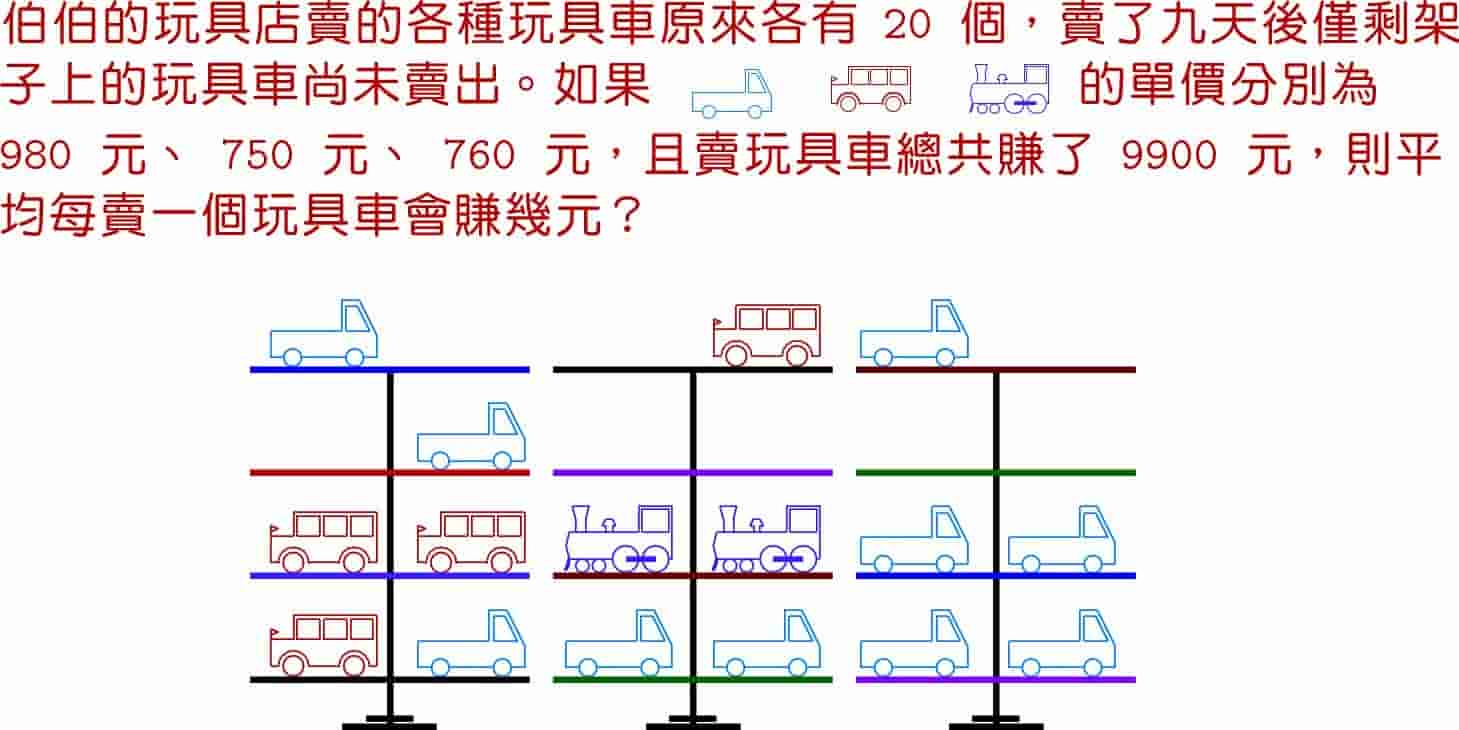 伯伯的玩具店賣的各種玩具車原來各有 20 個,賣了九天後僅剩架
子上的玩具車尚未賣出。如果 的單價分別為
980 元、 750 元、 760 元,且賣玩具車總共賺了 9900 元,則平
均每賣一個玩具車會賺幾元?